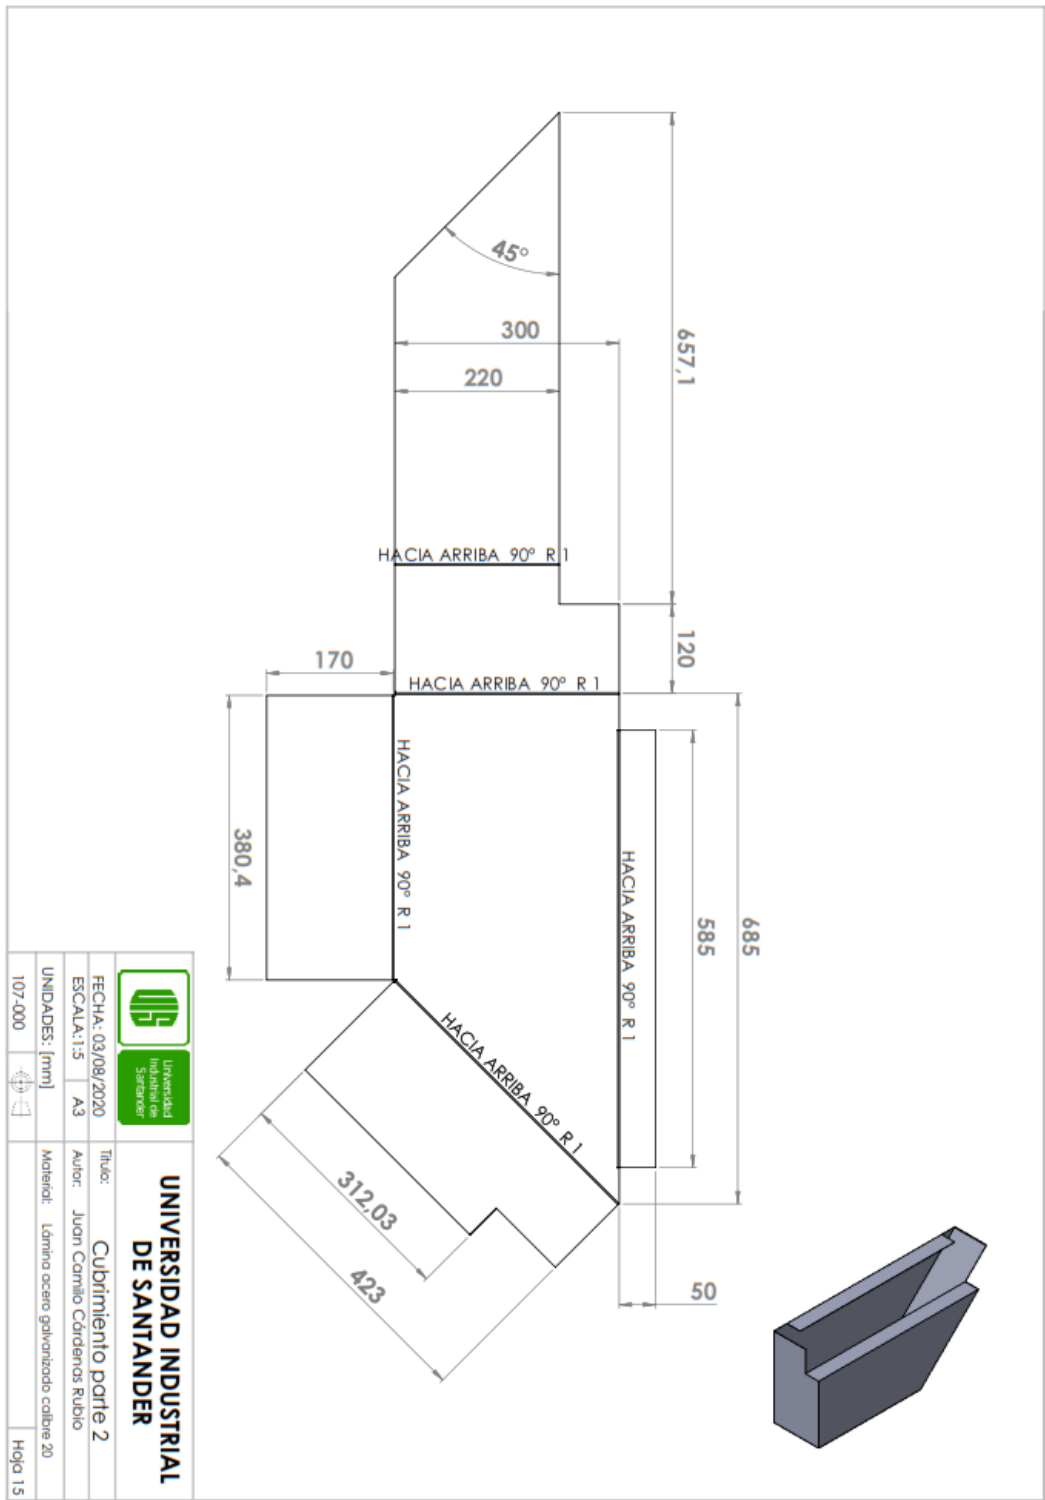 45°
300
657,1
220
HACIA ARRIBA 90° R 1
120
170
HACIA ARRIBA 90° R 1
HACIA ARRIBA 90° R 1
380,4
HACIA ARRIBA 90° R 1
585
685
HACIA ARRIBA 90° R 1
312,03
423
50
Universidad
Industrial de
Santander
UNIVERSIDAD INDUSTRIAL
DE SANTANDER
FECHA: 03/08/2020
Título: Cubrimiento parte 2
ESCALA:1:5 A3
Autor: Juan Camilo Cárdenas Rubio
UNIDADES: [mm]
Material: Lámina acero galvanizado calibre 20
107-000
Hoja 15